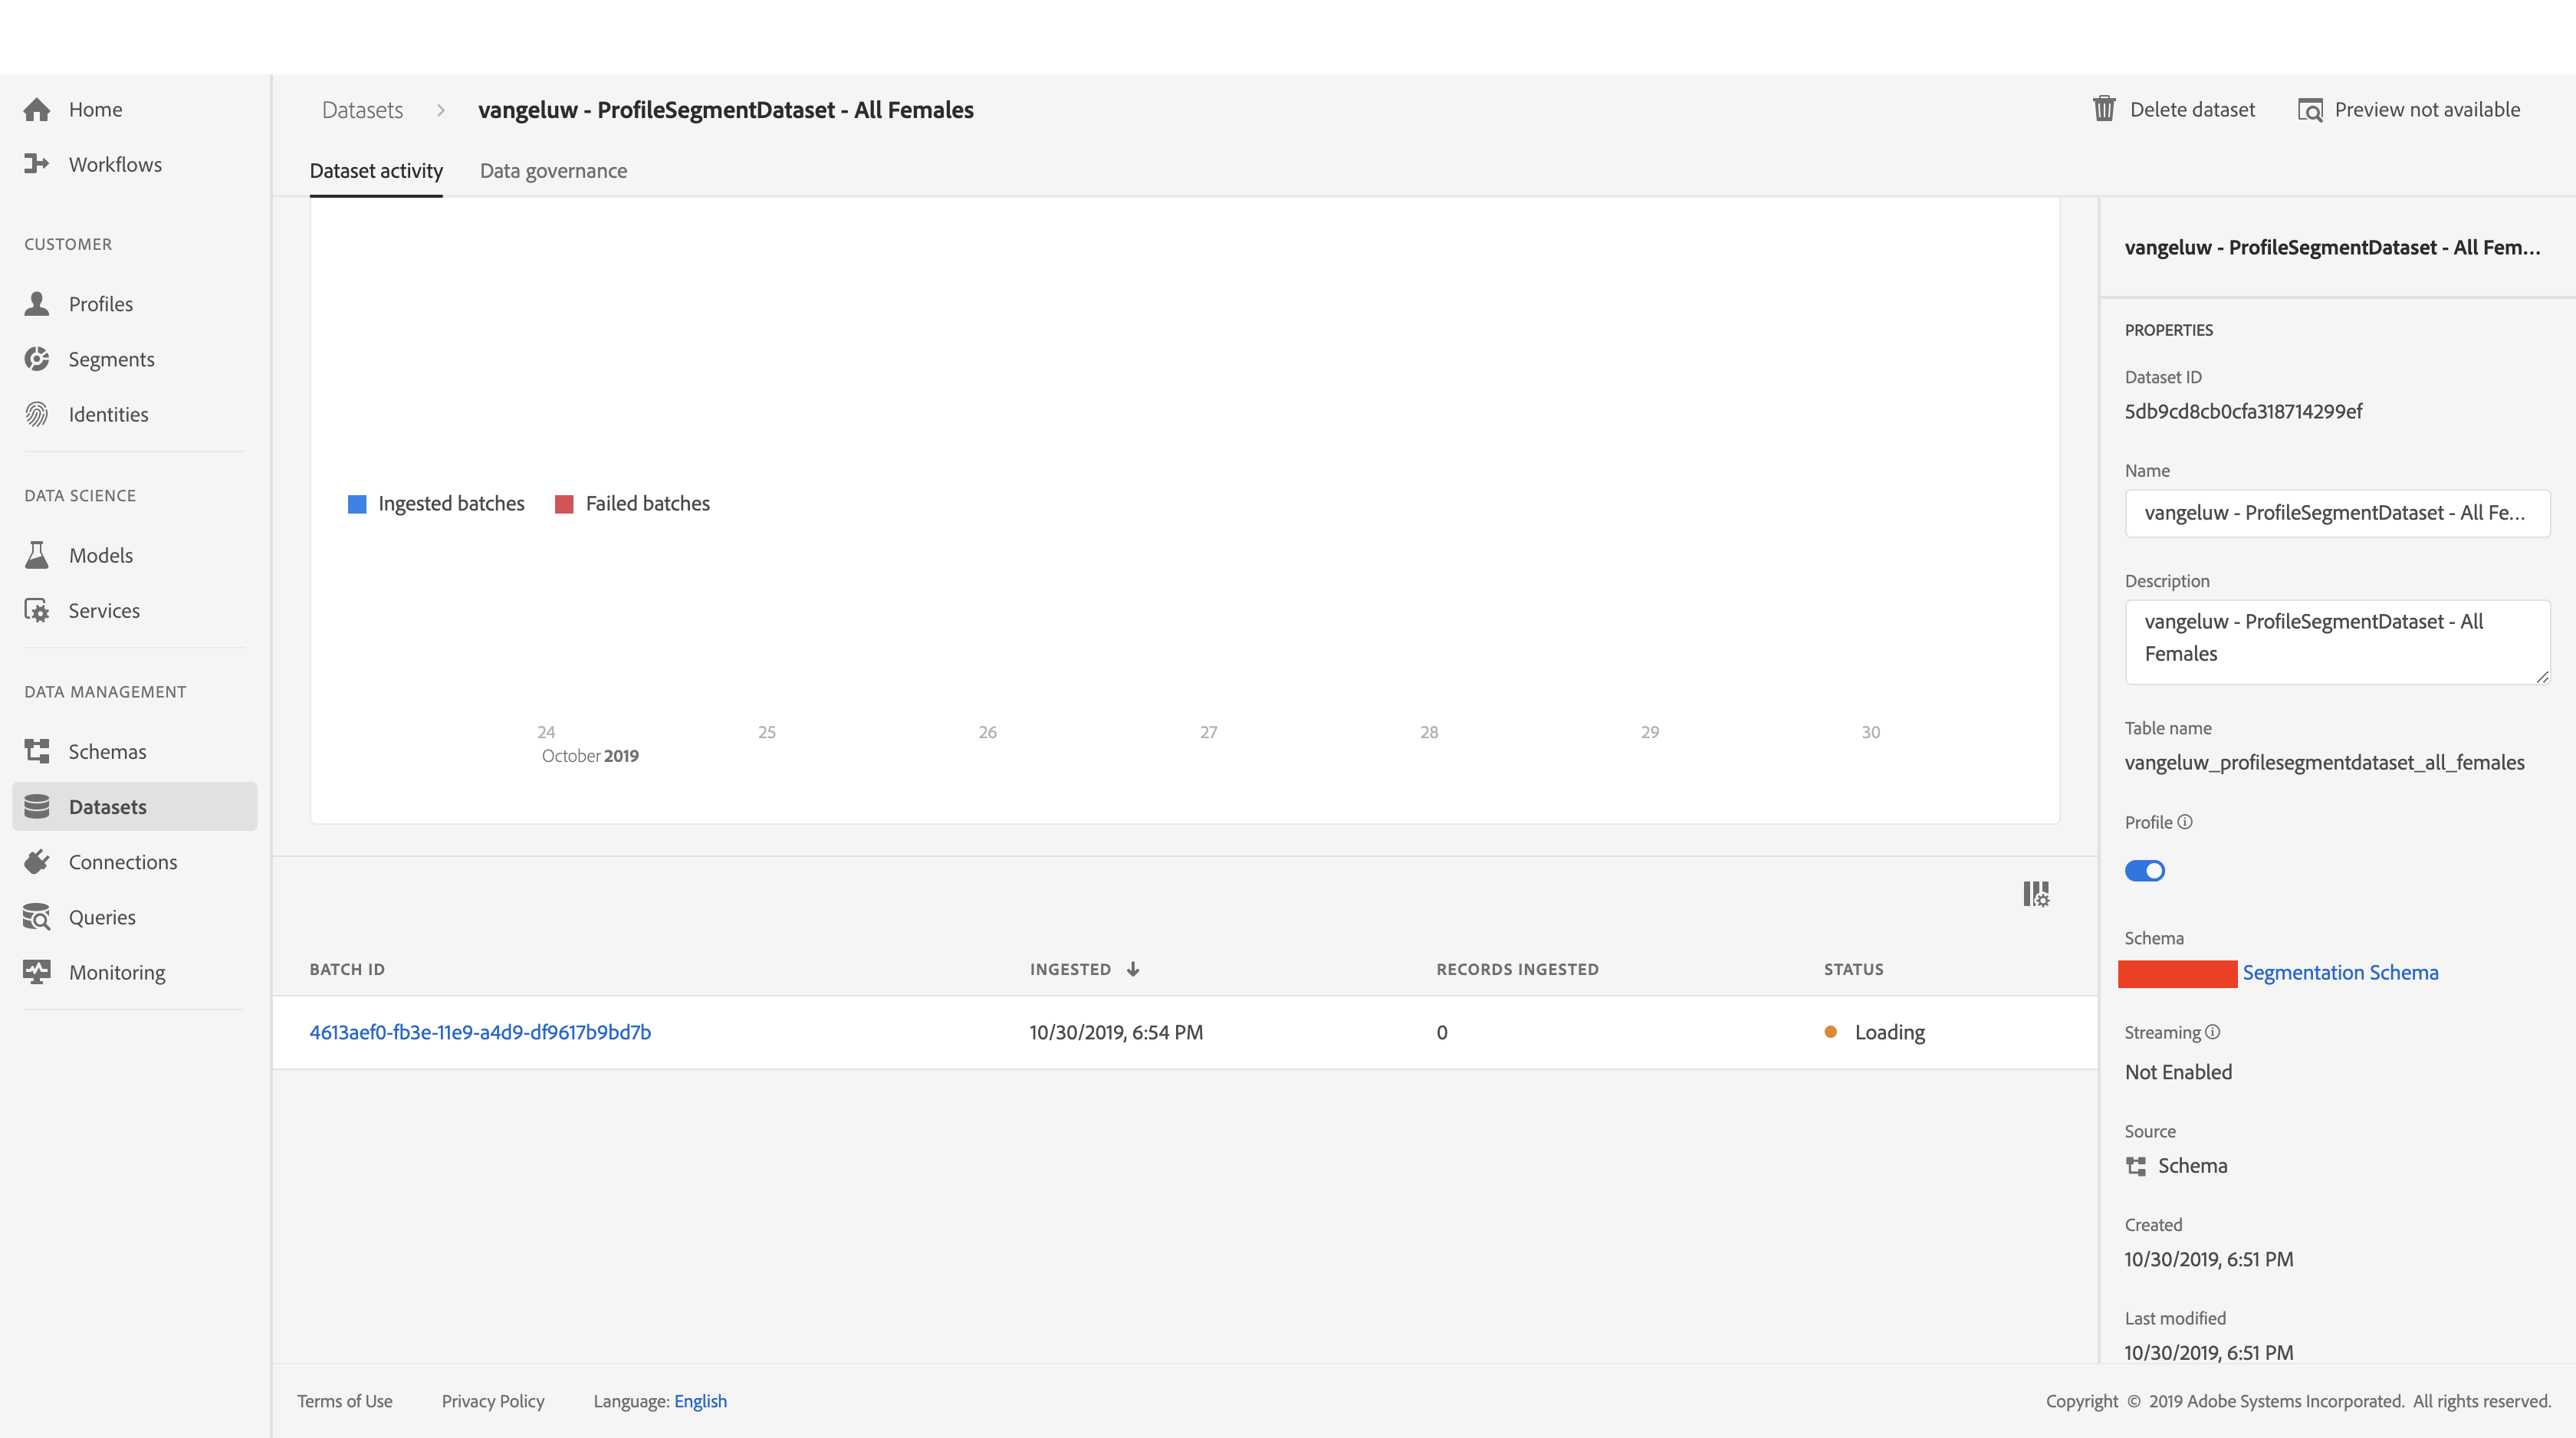 Home
Workflows
CUSTOMER
Profiles
Segments
Identities
DATA SCIENCE
Models
Services
DATA MANAGEMENT
Schemas
Datasets
Connections
Queries
Monitoring
Datasets > vangeluw - ProfileSegmentDataset - All Females
Delete dataset
Preview not available
Dataset activity
Data governance
Ingested batches
Failed batches
24 25 26 27 28 29 30
October 2019
BATCH ID INGESTED RECORDS INGESTED STATUS
4613aef0-fb3e-11e9-a4d9-df9617b9bd7b 10/30/2019, 6:54 PM 0 Loading
vangeluw - ProfileSegmentDataset - All Fem...
PROPERTIES
Dataset ID
5db9cd8cb0cfa318714299ef
Name
vangeluw - ProfileSegmentDataset - All Fe...
Description
vangeluw - ProfileSegmentDataset - All
Females
Table name
vangeluw_profilesegmentdataset_all_females
Profile
Schema
Segmentation Schema
Streaming
Not Enabled
Source
Schema
Created
10/30/2019, 6:51 PM
Last modified
10/30/2019, 6:51 PM
Terms of Use
Privacy Policy
Language: English
Copyright © 2019 Adobe Systems Incorporated. All rights reserved.